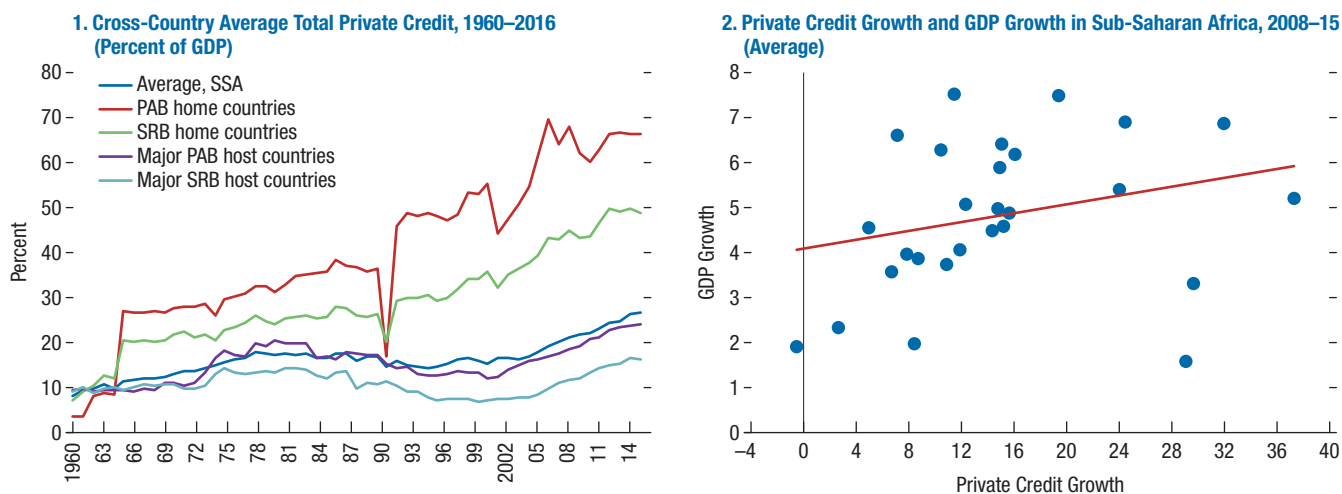 1. Cross-Country Average Total Private Credit, 1960–2016
(Percent of GDP)
80
70
60
50
40
30
20
10
0
Percent
Average, SSA
PAB home countries
SRB home countries
Major PAB host countries
Major SRB host countries
1960
63
66
69
72
75
78
81
84
87
90
93
96
99
2002
05
08
11
14
2. Private Credit Growth and GDP Growth in Sub-Saharan Africa, 2008–15
(Average)
8
7
6
5
4
3
2
1
0
GDP Growth
–4 0 4 8 12 16 20 24 28 32 36 40
Private Credit Growth